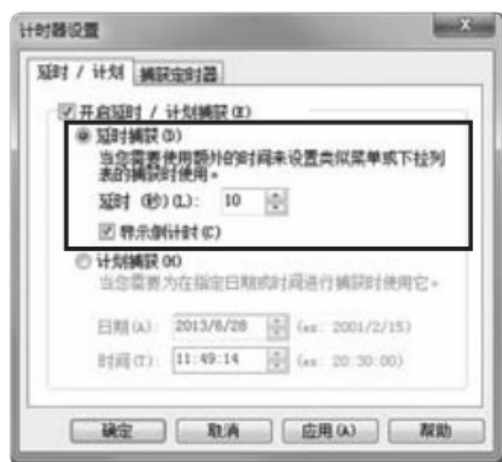 计时器设置
延时 / 计划
捕获定时器
开启延时 / 计划捕获(E)
延时捕获(D)
当您需要使用额外的时间来设置类似菜单或下拉列
表的捕获时使用。
延时 (秒)(L): 10
显示倒计时(C)
计划捕获
当您需要为在指定日期或时间进行捕获时使用它。
日期(A): 2013/6/28 (ex: 2001/2/15)
时间(T): 11:49:14 (ex: 20:30:00)
确定 取消 应用(A) 帮助